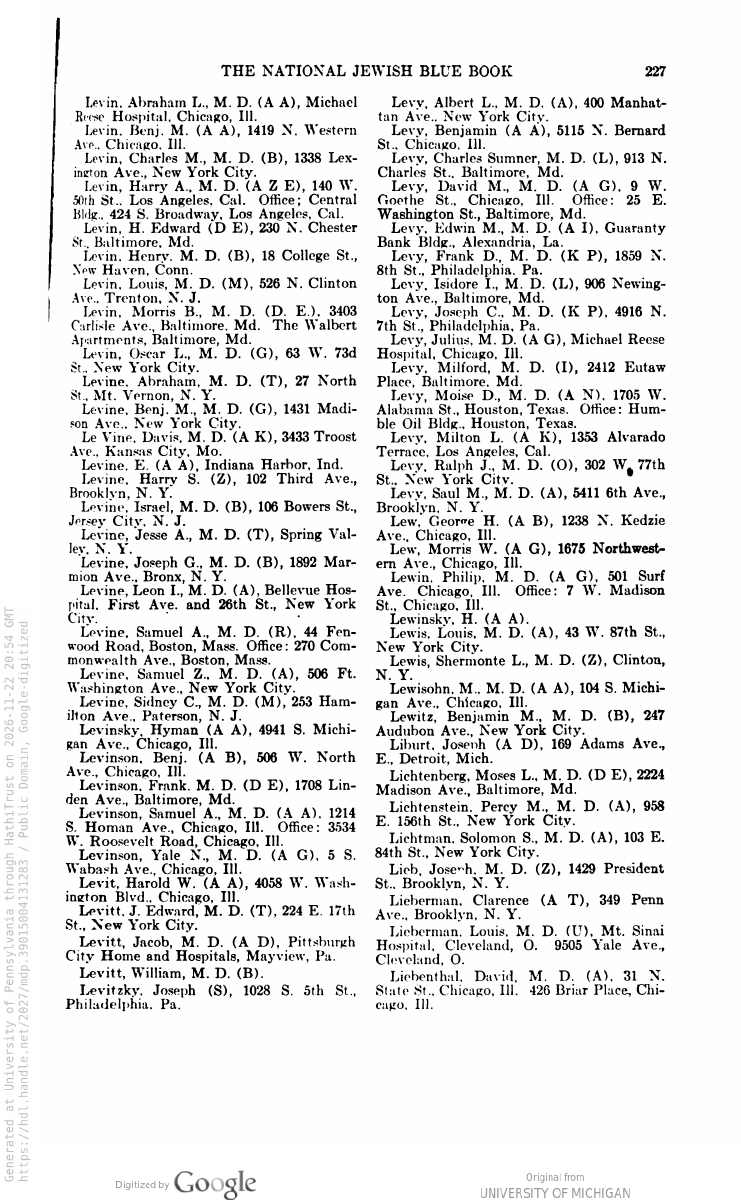 THE NATIONAL JEWISH BLUE BOOK 227
Levin, Abraham L., M. D. (A A), Michael
Reese Hospital, Chicago, Ill.
Levin, Benj. M. (A A), 1419 N. Western
Ave., Chicago, Ill.
Levin, Charles M., M. D. (B), 1338 Lex-
ington Ave., New York City.
Levin, Harry A., M. D. (A Z E), 140 W.
50th St., Los Angeles, Cal. Office; Central
Bldg., 424 S. Broadway, Los Angeles, Cal.
Levin, H. Edward (D E), 230 N. Chester
St., Baltimore, Md.
Levin, Henry. M. D. (B), 18 College St.,
New Haven, Conn.
Levin, Louis, M. D. (M), 526 N. Clinton
Ave., Trenton, N. J.
Levin, Morris B., M. D. (D. E.), 3403
Carlisle Ave., Baltimore, Md. The Walbert
Apartments, Baltimore, Md.
Levin, Oscar L., M. D. (G), 63 W. 73d
St., New York City.
Levine, Abraham, M. D. (T), 27 North
St., Mt. Vernon, N. Y.
Levine, Benj. M., M. D. (G), 1431 Madi-
son Ave., New York City.
Le Vine, Davis, M. D. (A K), 3433 Troost
Ave., Kansas City, Mo.
Levine, E. (A A), Indiana Harbor, Ind.
Levine, Harry S. (Z), 102 Third Ave.,
Brooklyn, N. Y.
Levine, Israel, M. D. (B), 106 Bowers St.,
Jersey City, N. J.
Levine, Jesse A., M. D. (T), Spring Val-
ley, N. Y.
Levine, Joseph G., M. D. (B), 1892 Mar-
mion Ave., Bronx, N. Y.
Levine, Leon I., M. D. (A), Bellevue Hos-
pital, First Ave. and 26th St., New York
City.
Levine, Samuel A., M. D. (R), 44 Fen-
wood Road, Boston, Mass. Office: 270 Com-
monwealth Ave., Boston, Mass.
Levine, Samuel Z., M. D. (A), 506 Ft.
Washington Ave., New York City.
Levine, Sidney C., M. D. (M), 253 Ham-
ilton Ave., Paterson, N. J.
Levinsky, Hyman (A A), 4941 S. Michi-
gan Ave., Chicago, Ill.
Levinson, Benj. (A B), 506 W. North
Ave., Chicago, Ill.
Levinson, Frank. M. D. (D E), 1708 Lin-
den Ave., Baltimore, Md.
Levinson, Samuel A., M. D. (A A), 1214
S. Homan Ave., Chicago, Ill. Office: 3534
W. Roosevelt Road, Chicago, Ill.
Levinson, Yale N., M. D. (A G), 5 S.
Wabash Ave., Chicago, Ill.
Levit, Harold W. (A A), 4058 W. Wash-
ington Blvd., Chicago, Ill.
Levitt, J. Edward, M. D. (T), 224 E. 17th
St., New York City.
Levitt, Jacob, M. D. (A D), Pittsburgh
City Home and Hospitals, Mayview, Pa.
Levitt, William, M. D. (B).
Levitzky, Joseph (S), 1028 S. 5th St.,
Philadelphia, Pa.
Levy, Albert L., M. D. (A), 400 Manhat-
tan Ave., New York City.
Levy, Benjamin (A A), 5115 N. Bernard
St., Chicago, Ill.
Levy, Charles Sumner, M. D. (L), 913 N.
Charles St., Baltimore, Md.
Levy, David M., M. D. (A G), 9 W.
Goethe St., Chicago, Ill. Office: 25 E.
Washington St., Baltimore, Md.
Levy, Edwin M., M. D. (A I), Guaranty
Bank Bldg., Alexandria, La.
Levy, Frank D., M. D. (K P), 1859 N.
8th St., Philadelphia, Pa.
Levy, Isidore I., M. D. (L), 906 Newing-
ton Ave., Baltimore, Md.
Levy, Joseph C., M. D. (K P), 4916 N.
7th St., Philadelphia, Pa.
Levy, Julius, M. D. (A G), Michael Reese
Hospital, Chicago, Ill.
Levy, Milford, M. D. (I), 2412 Eutaw
Place, Baltimore, Md.
Levy, Moise D., M. D. (A N), 1705 W.
Alabama St., Houston, Texas. Office: Hum-
ble Oil Bldg., Houston, Texas.
Levy, Milton L. (A K), 1353 Alvarado
Terrace, Los Angeles, Cal.
Levy, Ralph J., M. D. (O), 302 W. 77th
St., New York City.
Levy, Saul M., M. D. (A), 5411 6th Ave.,
Brooklyn, N. Y.
Lew, George H. (A B), 1238 N. Kedzie
Ave., Chicago, Ill.
Lew, Morris W. (A G), 1675 Northwest-
ern Ave., Chicago, Ill.
Lewin, Philip, M. D. (A G), 501 Surf
Ave. Chicago, Ill. Office: 7 W. Madison
St., Chicago, Ill.
Lewinsky, H. (A A).
Lewis, Louis, M. D. (A), 43 W. 87th St.,
New York City.
Lewis, Shermonte L., M. D. (Z), Clinton,
N. Y.
Lewisohn, M., M. D. (A A), 104 S. Michi-
gan Ave., Chicago, Ill.
Lewitz, Benjamin M., M. D. (B), 247
Audubon Ave., New York City.
Liburt, Joseph (A D), 169 Adams Ave.,
E., Detroit, Mich.
Lichtenberg, Moses L., M. D. (D E), 2224
Madison Ave., Baltimore, Md.
Lichtenstein, Percy M., M. D. (A), 958
E. 156th St., New York City.
Lichtman, Solomon S., M. D. (A), 103 E.
84th St., New York City.
Lieb, Joseph, M. D. (Z), 1429 President
St., Brooklyn, N. Y.
Lieberman, Clarence (A T), 349 Penn
Ave., Brooklyn, N. Y.
Lieberman, Louis, M. D. (U), Mt. Sinai
Hospital, Cleveland, O. 9505 Yale Ave.,
Cleveland, O.
Liebenthal, David, M. D. (A), 31 N.
State St., Chicago, Ill. 426 Briar Place, Chi-
cago, Ill.
Generated at University of Pennsylvania through HathiTrust on 2026-11-22 20:54 GMT
https://hdl.handle.net/2027/mdp.39015004131283 / Public Domain, Google-digitized
Digitized by Google
Original from
UNIVERSITY OF MICHIGAN